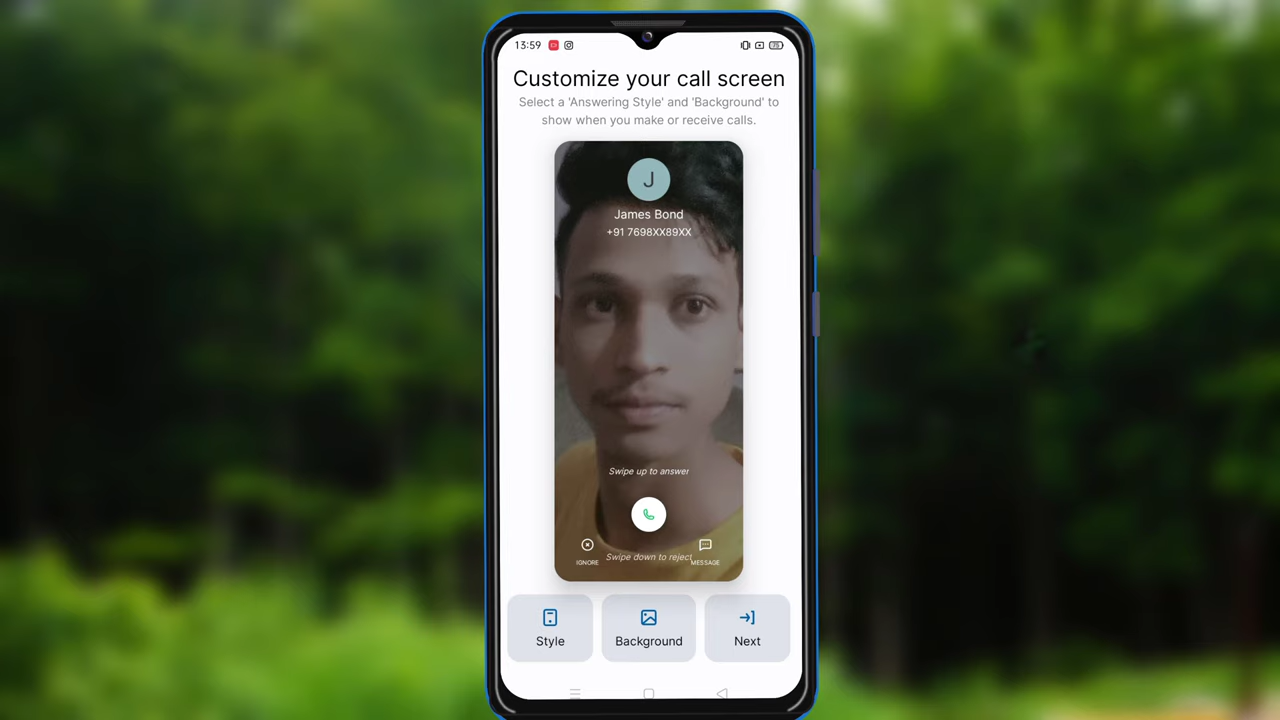 13:59
75
Customize your call screen
Select a 'Answering Style' and 'Background' to
show when you make or receive calls.
J
James Bond
+91 7698XX89XX
Swipe up to answer
IGNORE
Swipe down to reject
MESSAGE
Style
Background
Next